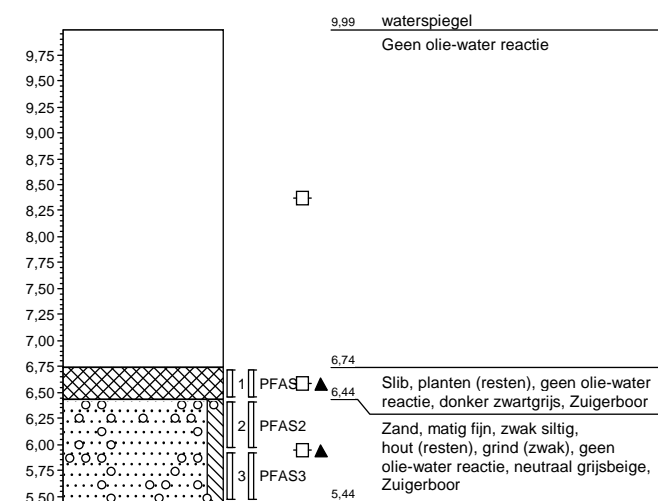 9,99 waterspiegel
Geen olie-water reactie
9,75
9,50
9,25
9,00
8,75
8,50
8,25
8,00
7,75
7,50
7,25
7,00
6,75
6,50
6,25
6,00
5,75
5,50
1 PFAS
2 PFAS2
3 PFAS3
6,74
Slib, planten (resten), geen olie-water
reactie, donker zwartgrijs, Zuigerboor
6,44
Zand, matig fijn, zwak siltig,
hout (resten), grind (zwak), geen
olie-water reactie, neutraal grijsbeige,
Zuigerboor
5,44